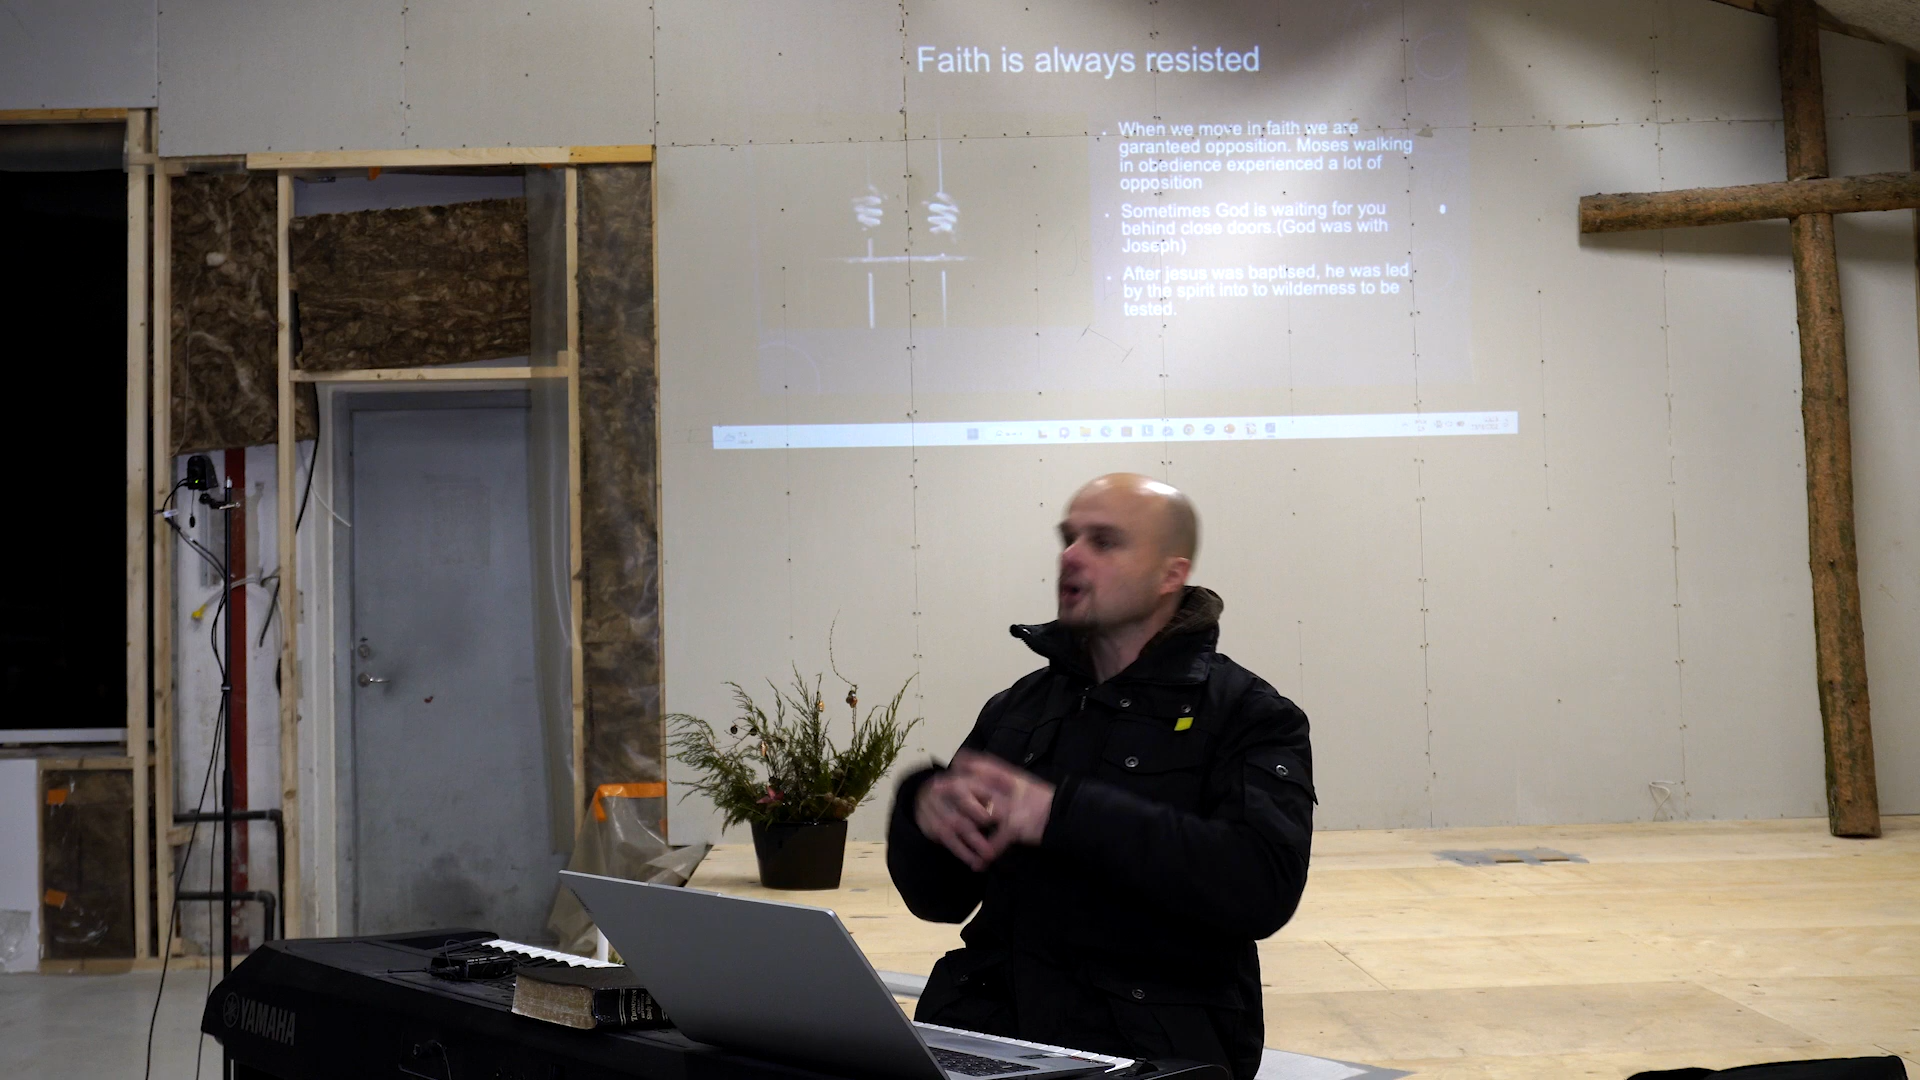 Faith is always resisted
When we move in faith we are
garanteed opposition. Moses walking
in obedience experienced a lot of
opposition
Sometimes God is waiting for you
behind close doors.(God was with
Joseph)
After jesus was baptised, he was led
by the spirit into to wilderness to be
tested.
YAMAHA